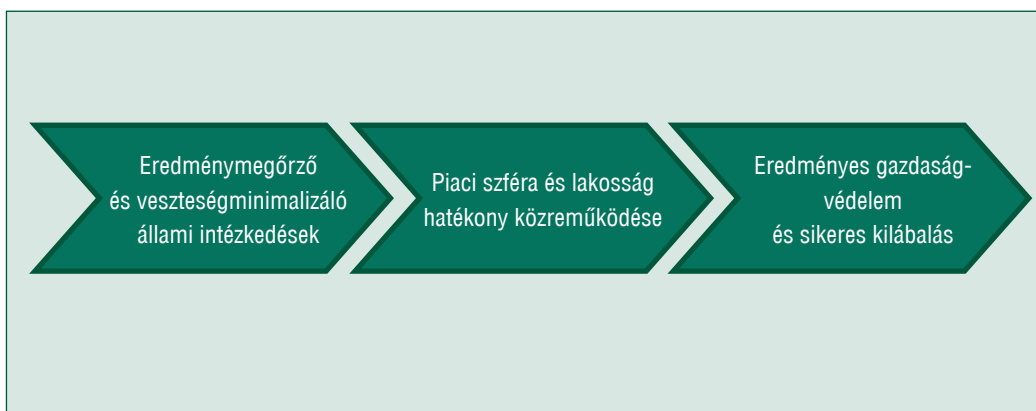 Eredménymegőrző
és veszteségminimalizáló
állami intézkedések
Piaci szféra és lakosság
hatékony közreműködése
Eredményes gazdaság-
védelem
és sikeres kilábalás